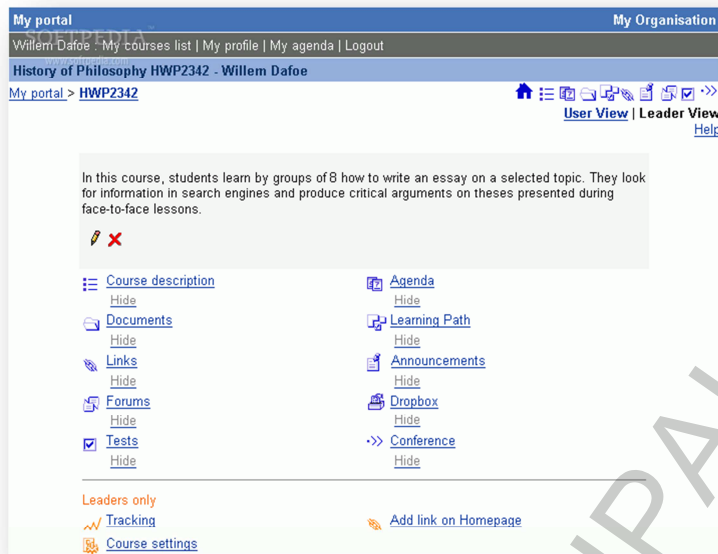 My portal My Organisation
SOFTPEDIA
Willem Dafoe : My courses list | My profile | My agenda | Logout
www.softpedia.com
History of Philosophy HWP2342 - Willem Dafoe
My portal > HWP2342
User View | Leader View
Help
In this course, students learn by groups of 8 how to write an essay on a selected topic. They look
for information in search engines and produce critical arguments on theses presented during
face-to-face lessons.
Course description Agenda
Hide Hide
Documents Learning Path
Hide Hide
Links Announcements
Hide Hide
Forums Dropbox
Hide Hide
Tests Conference
Hide Hide
Leaders only
Tracking Add link on Homepage
Course settings